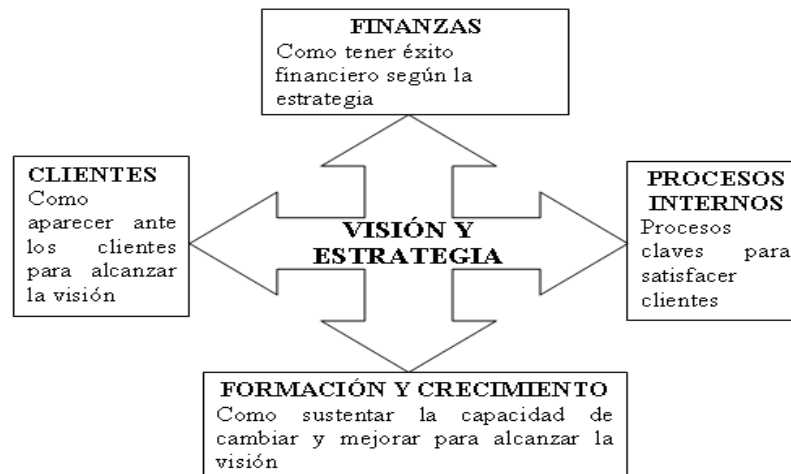 FINANZAS
Como tener éxito
financiero según la
estrategia
CLIENTES
Como
aparecer ante
los clientes
para alcanzar
la visión
VISIÓN Y
ESTRATEGIA
PROCESOS
INTERNOS
Procesos
claves para
satisfacer
clientes
FORMACIÓN Y CRECIMIENTO
Como sustentar la capacidad de
cambiar y mejorar para alcanzar la
visión